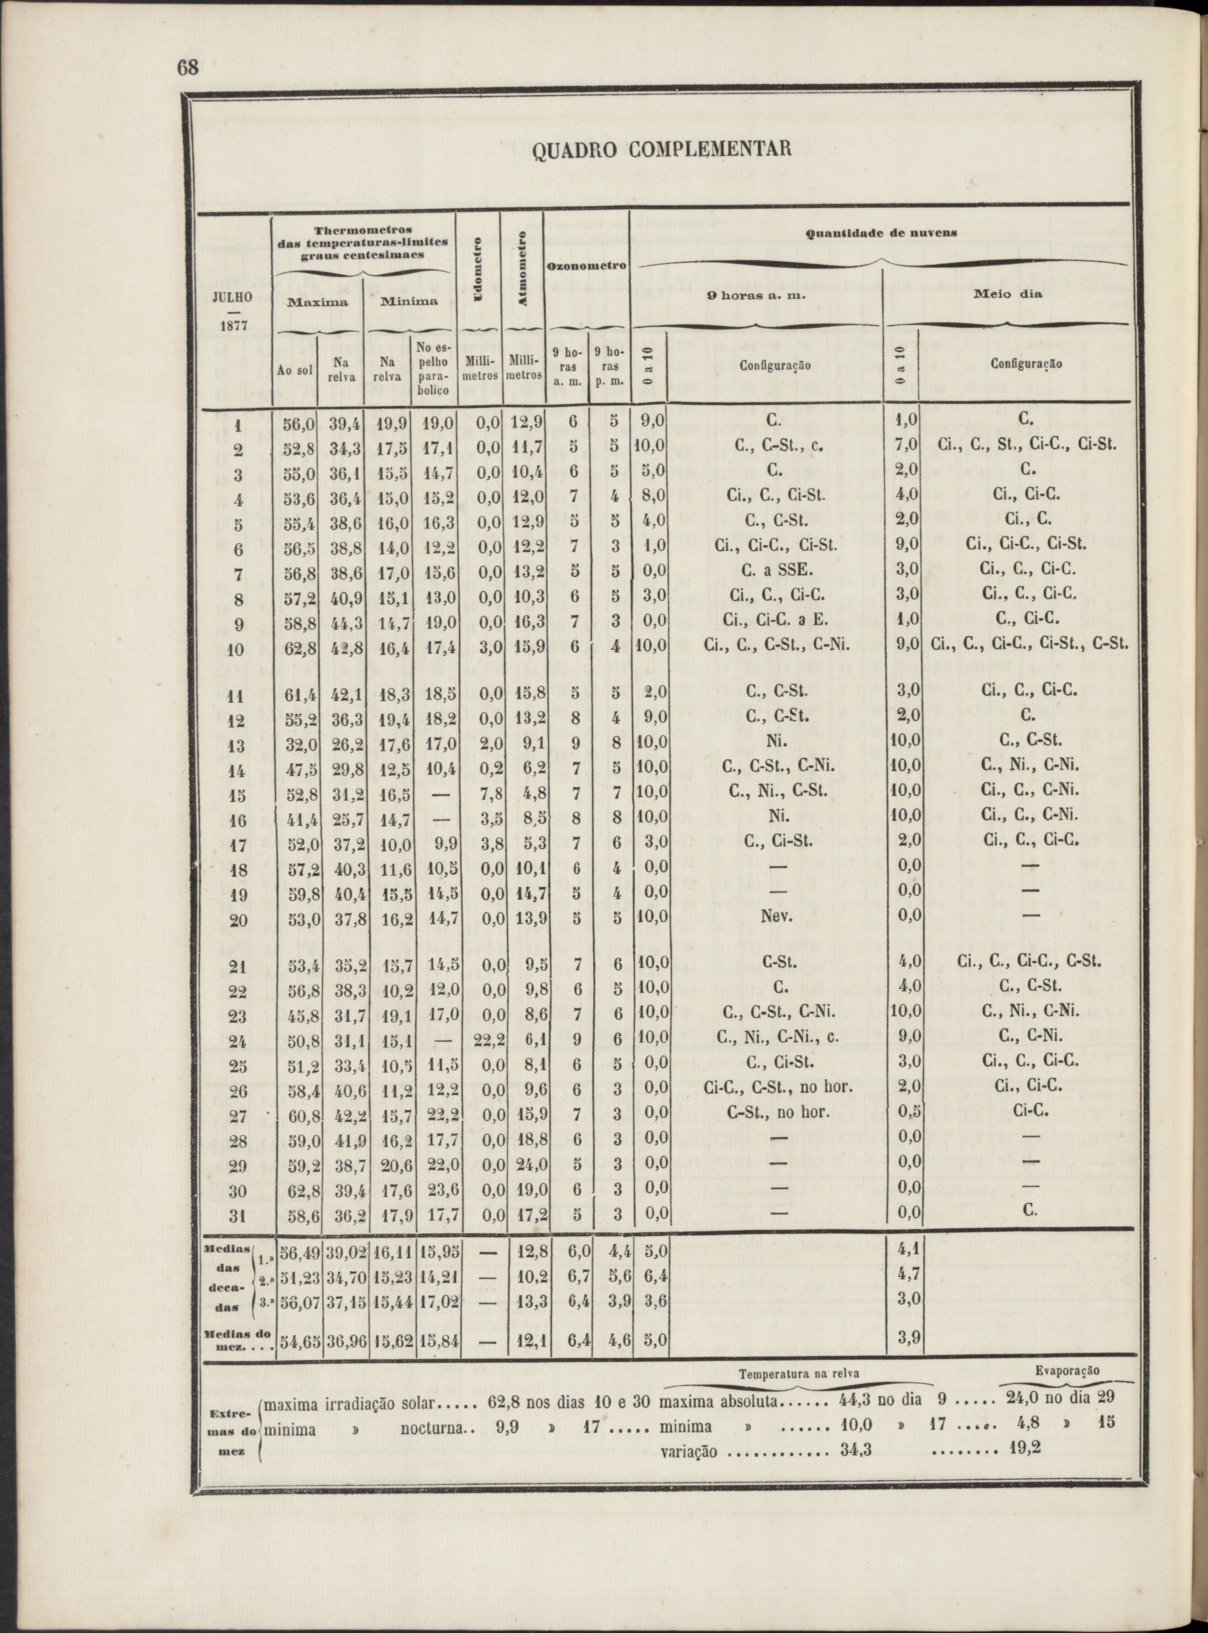 68
QUADRO COMPLEMENTAR
JULHO — 1877
Thermometros
das temperaturas-limites
graus centesimaes
Udometro
Atmometro
Ozonometro
Quantidade de nuvens
Maxima Minima
9 horas a. m. Meio dia
Ao sol
Na relva
Na relva
No espelho parabolico
Millimetros
Millimetros
9 horas a. m.
9 horas p. m.
0 a 10
Configuração
0 a 10
Configuração
1 56,0 39,4 19,9 19,0 0,0 12,9 6 5 9,0 C. 1,0 C.
2 52,8 34,3 17,5 17,1 0,0 11,7 5 5 10,0 C., C-St., c. 7,0 Ci., C., St., Ci-C., Ci-St.
3 55,0 36,1 15,5 14,7 0,0 10,4 6 5 5,0 C. 2,0 C.
4 53,6 36,4 15,0 15,2 0,0 12,0 7 4 8,0 Ci., C., Ci-St. 4,0 Ci., Ci-C.
5 55,4 38,6 16,0 16,3 0,0 12,9 5 5 4,0 C., C-St. 2,0 Ci., C.
6 56,5 38,8 14,0 12,2 0,0 12,2 7 3 1,0 Ci., Ci-C., Ci-St. 9,0 Ci., Ci-C., Ci-St.
7 56,8 38,6 17,0 15,6 0,0 13,2 5 5 0,0 C. a SSE. 3,0 Ci., C., Ci-C.
8 57,2 40,9 15,1 13,0 0,0 10,3 6 5 3,0 Ci., C., Ci-C. 3,0 Ci., C., Ci-C.
9 58,8 44,3 14,7 19,0 0,0 16,3 7 3 0,0 Ci., Ci-C. a E. 1,0 C., Ci-C.
10 62,8 42,8 16,4 17,4 3,0 15,9 6 4 10,0 Ci., C., C-St., C-Ni. 9,0 Ci., C., Ci-C., Ci-St., C-St.
11 61,4 42,1 18,3 18,5 0,0 15,8 5 5 2,0 C., C-St. 3,0 Ci., C., Ci-C.
12 55,2 36,3 19,4 18,2 0,0 13,2 8 4 9,0 C., C-St. 2,0 C.
13 32,0 26,2 17,6 17,0 2,0 9,1 9 8 10,0 Ni. 10,0 C., C-St.
14 47,5 29,8 12,5 10,4 0,2 6,2 7 5 10,0 C., C-St., C-Ni. 10,0 C., Ni., C-Ni.
15 52,8 31,2 16,5 — 7,8 4,8 7 7 10,0 C., Ni., C-St. 10,0 Ci., C., C-Ni.
16 41,4 25,7 14,7 — 3,5 8,5 8 8 10,0 Ni. 10,0 Ci., C., C-Ni.
17 52,0 37,2 10,0 9,9 3,8 5,3 7 6 3,0 C., Ci-St. 2,0 Ci., C., Ci-C.
18 57,2 40,3 11,6 10,5 0,0 10,1 6 4 0,0 — 0,0 —
19 59,8 40,4 15,5 14,5 0,0 14,7 5 4 0,0 — 0,0 —
20 53,0 37,8 16,2 14,7 0,0 13,9 5 5 10,0 Nev. 0,0 —
21 53,4 35,2 15,7 14,5 0,0 9,5 7 6 10,0 C-St. 4,0 Ci., C., Ci-C., C-St.
22 56,8 38,3 10,2 12,0 0,0 9,8 6 5 10,0 C. 4,0 C., C-St.
23 45,8 31,7 19,1 17,0 0,0 8,6 7 6 10,0 C., C-St., C-Ni. 10,0 C., Ni., C-Ni.
24 50,8 31,1 15,1 — 22,2 6,1 9 6 10,0 C., Ni., C-Ni., c. 9,0 C., C-Ni.
25 51,2 33,4 10,5 11,5 0,0 8,1 6 5 0,0 C., Ci-St. 3,0 Ci., C., Ci-C.
26 58,4 40,6 11,2 12,2 0,0 9,6 6 3 0,0 Ci-C., C-St., no hor. 2,0 Ci., Ci-C.
27 60,8 42,2 15,7 22,2 0,0 15,9 7 3 0,0 C-St., no hor. 0,5 Ci-C.
28 59,0 41,9 16,2 17,7 0,0 18,8 6 3 0,0 — 0,0 —
29 59,2 38,7 20,6 22,0 0,0 24,0 5 3 0,0 — 0,0 —
30 62,8 39,4 17,6 23,6 0,0 19,0 6 3 0,0 — 0,0 —
31 58,6 36,2 17,9 17,7 0,0 17,2 5 3 0,0 — 0,0 C.
Medias das decadas
1.ª 56,49 39,02 16,11 15,95 — 12,8 6,0 4,4 5,0 4,1
2.ª 51,23 34,70 15,23 14,21 — 10,2 6,7 5,6 6,4 4,7
3.ª 56,07 37,15 15,44 17,02 — 13,3 6,4 3,9 3,6 3,0
Medias do mez.... 54,65 36,96 15,62 15,84 — 12,1 6,4 4,6 5,0 3,9
Temperatura na relva Evaporação
Extremas do mez
maxima irradiação solar..... 62,8 nos dias 10 e 30 maxima absoluta...... 44,3 no dia 9 ..... 24,0 no dia 29
minima » nocturna.. 9,9 » 17 ..... minima » ...... 10,0 » 17 ..... 4,8 » 15
variação ............ 34,3 ........ 19,2